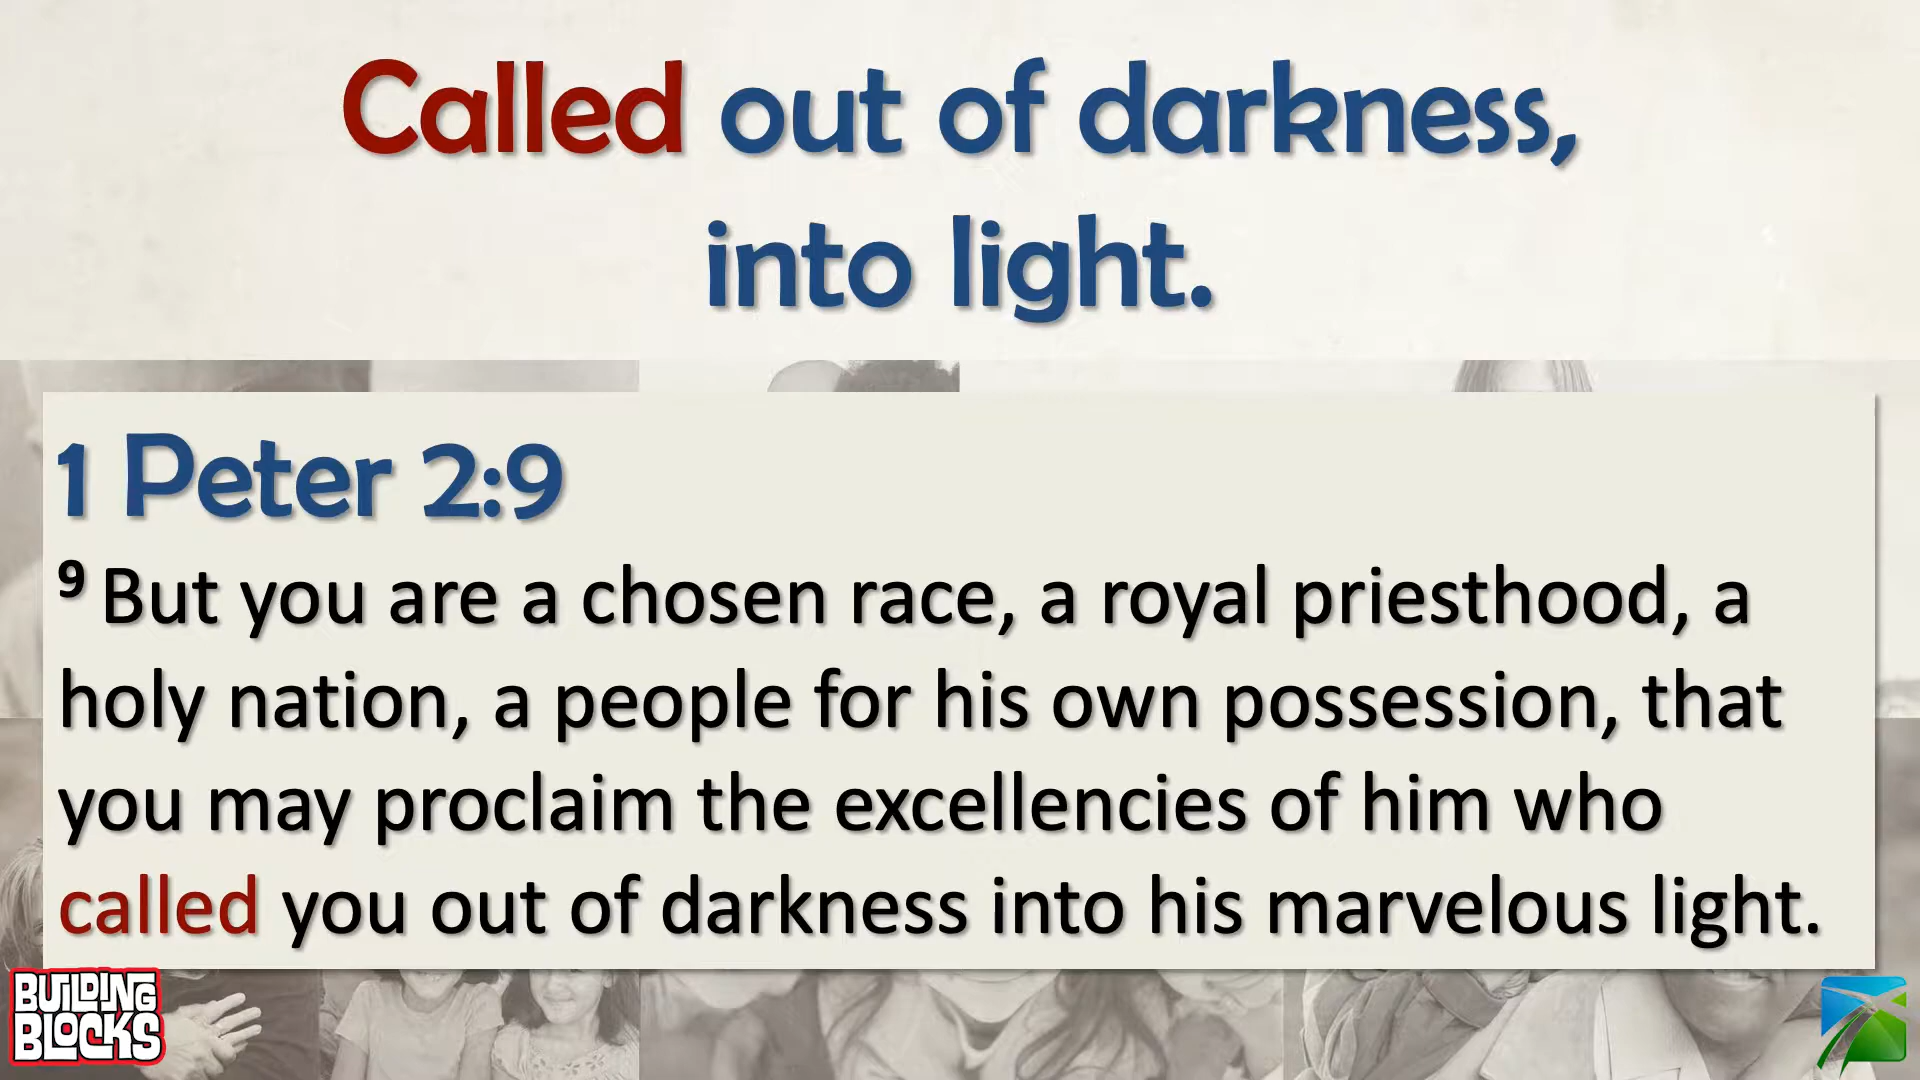 Called out of darkness,
into light.
1 Peter 2:9
9 But you are a chosen race, a royal priesthood, a
holy nation, a people for his own possession, that
you may proclaim the excellencies of him who
called you out of darkness into his marvelous light.
BUILDING
BLOCKS